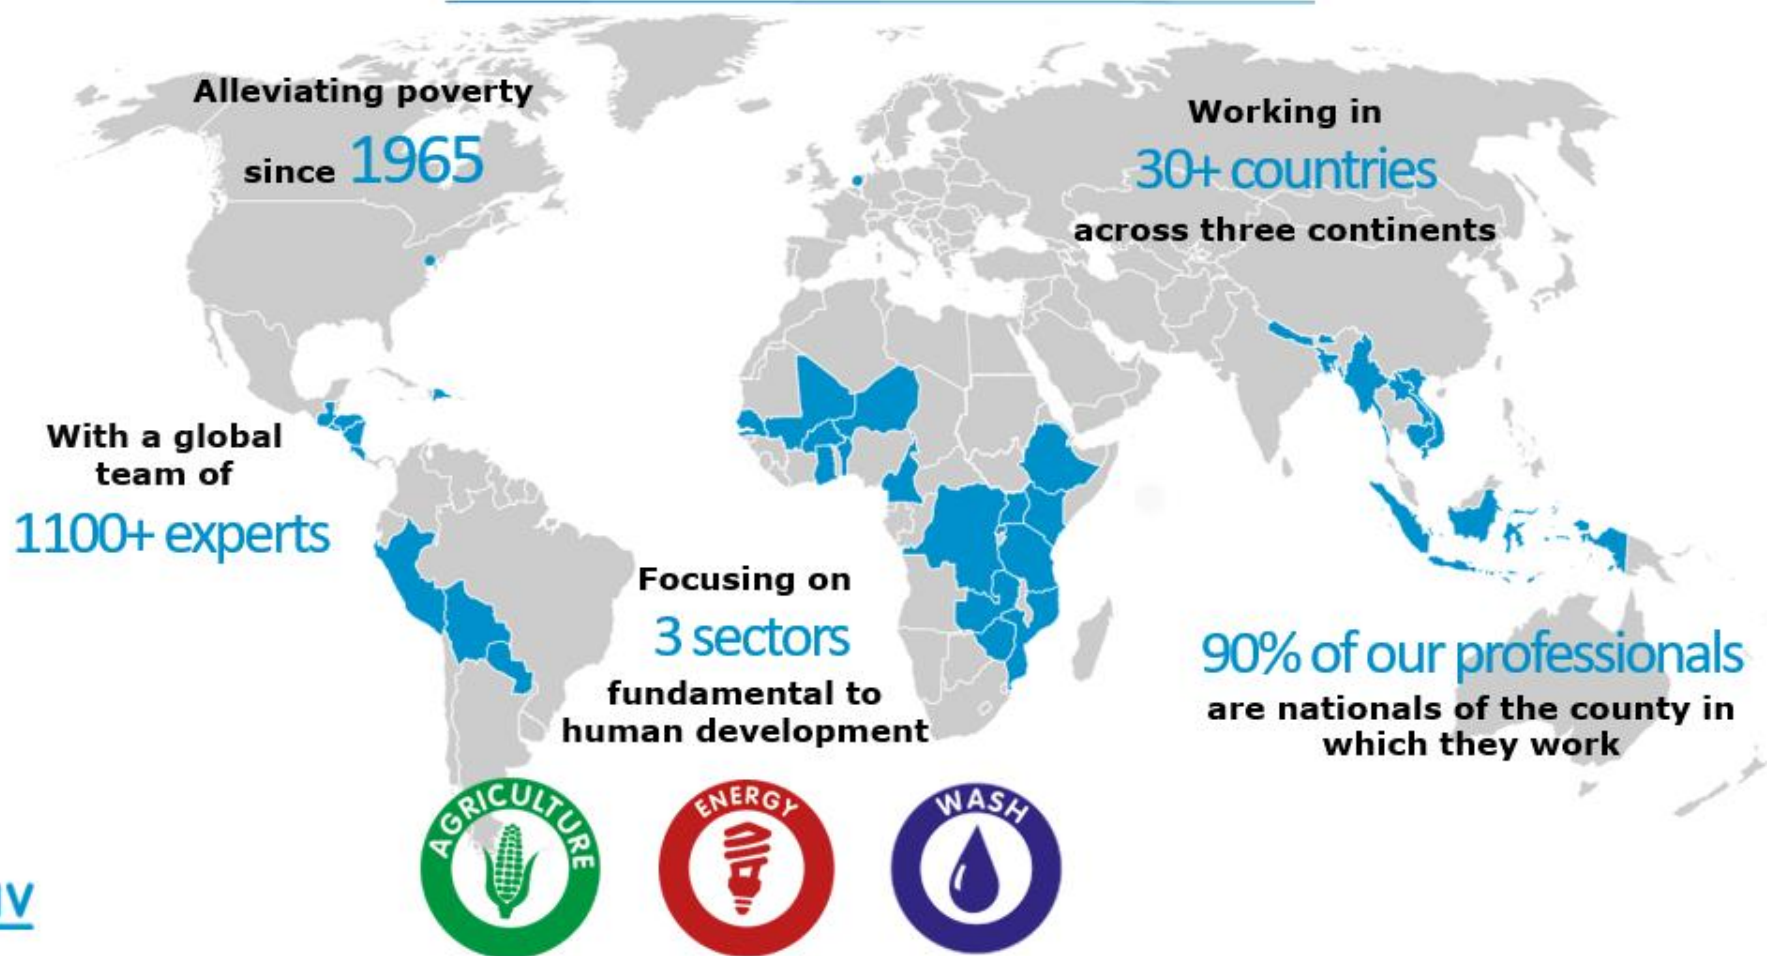 Alleviating poverty
since 1965
Working in
30+ countries
across three continents
With a global
team of
1100+ experts
Focusing on
3 sectors
fundamental to
human development
90% of our professionals
are nationals of the county in
which they work
AGRICULTURE
ENERGY
WASH